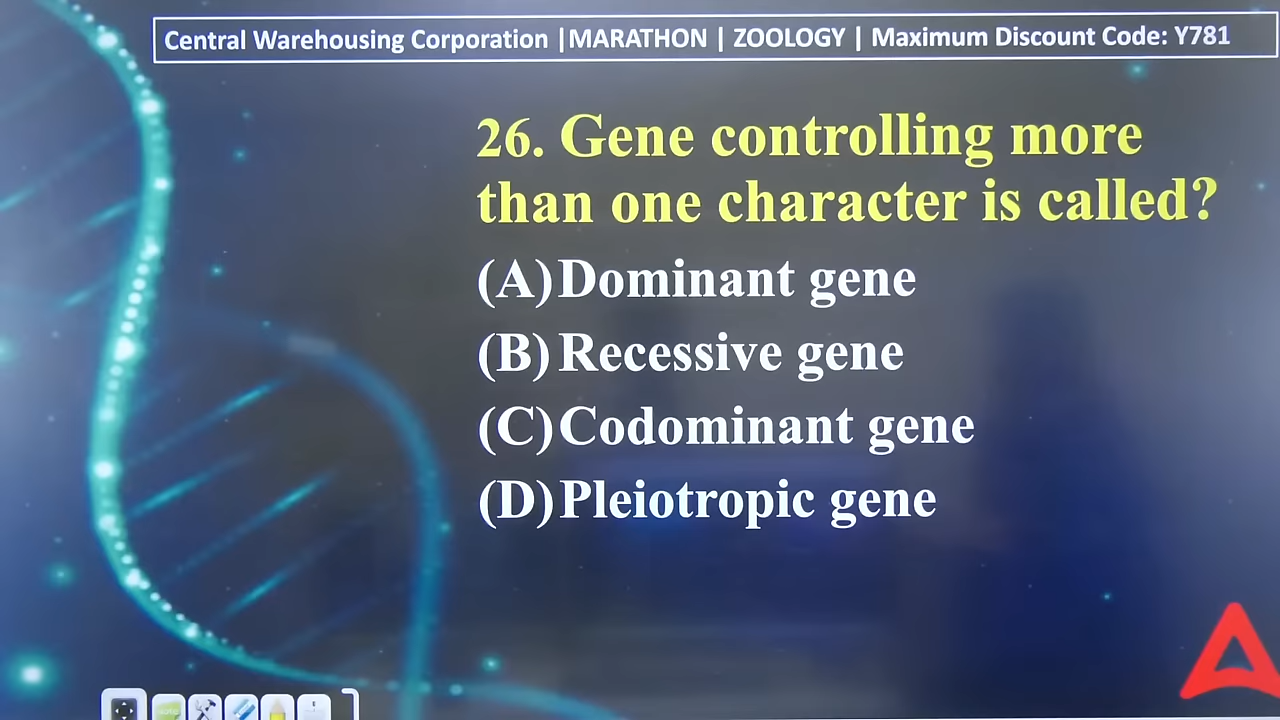 Central Warehousing Corporation |MARATHON | ZOOLOGY | Maximum Discount Code: Y781
26. Gene controlling more
than one character is called?
(A) Dominant gene
(B) Recessive gene
(C) Codominant gene
(D) Pleiotropic gene